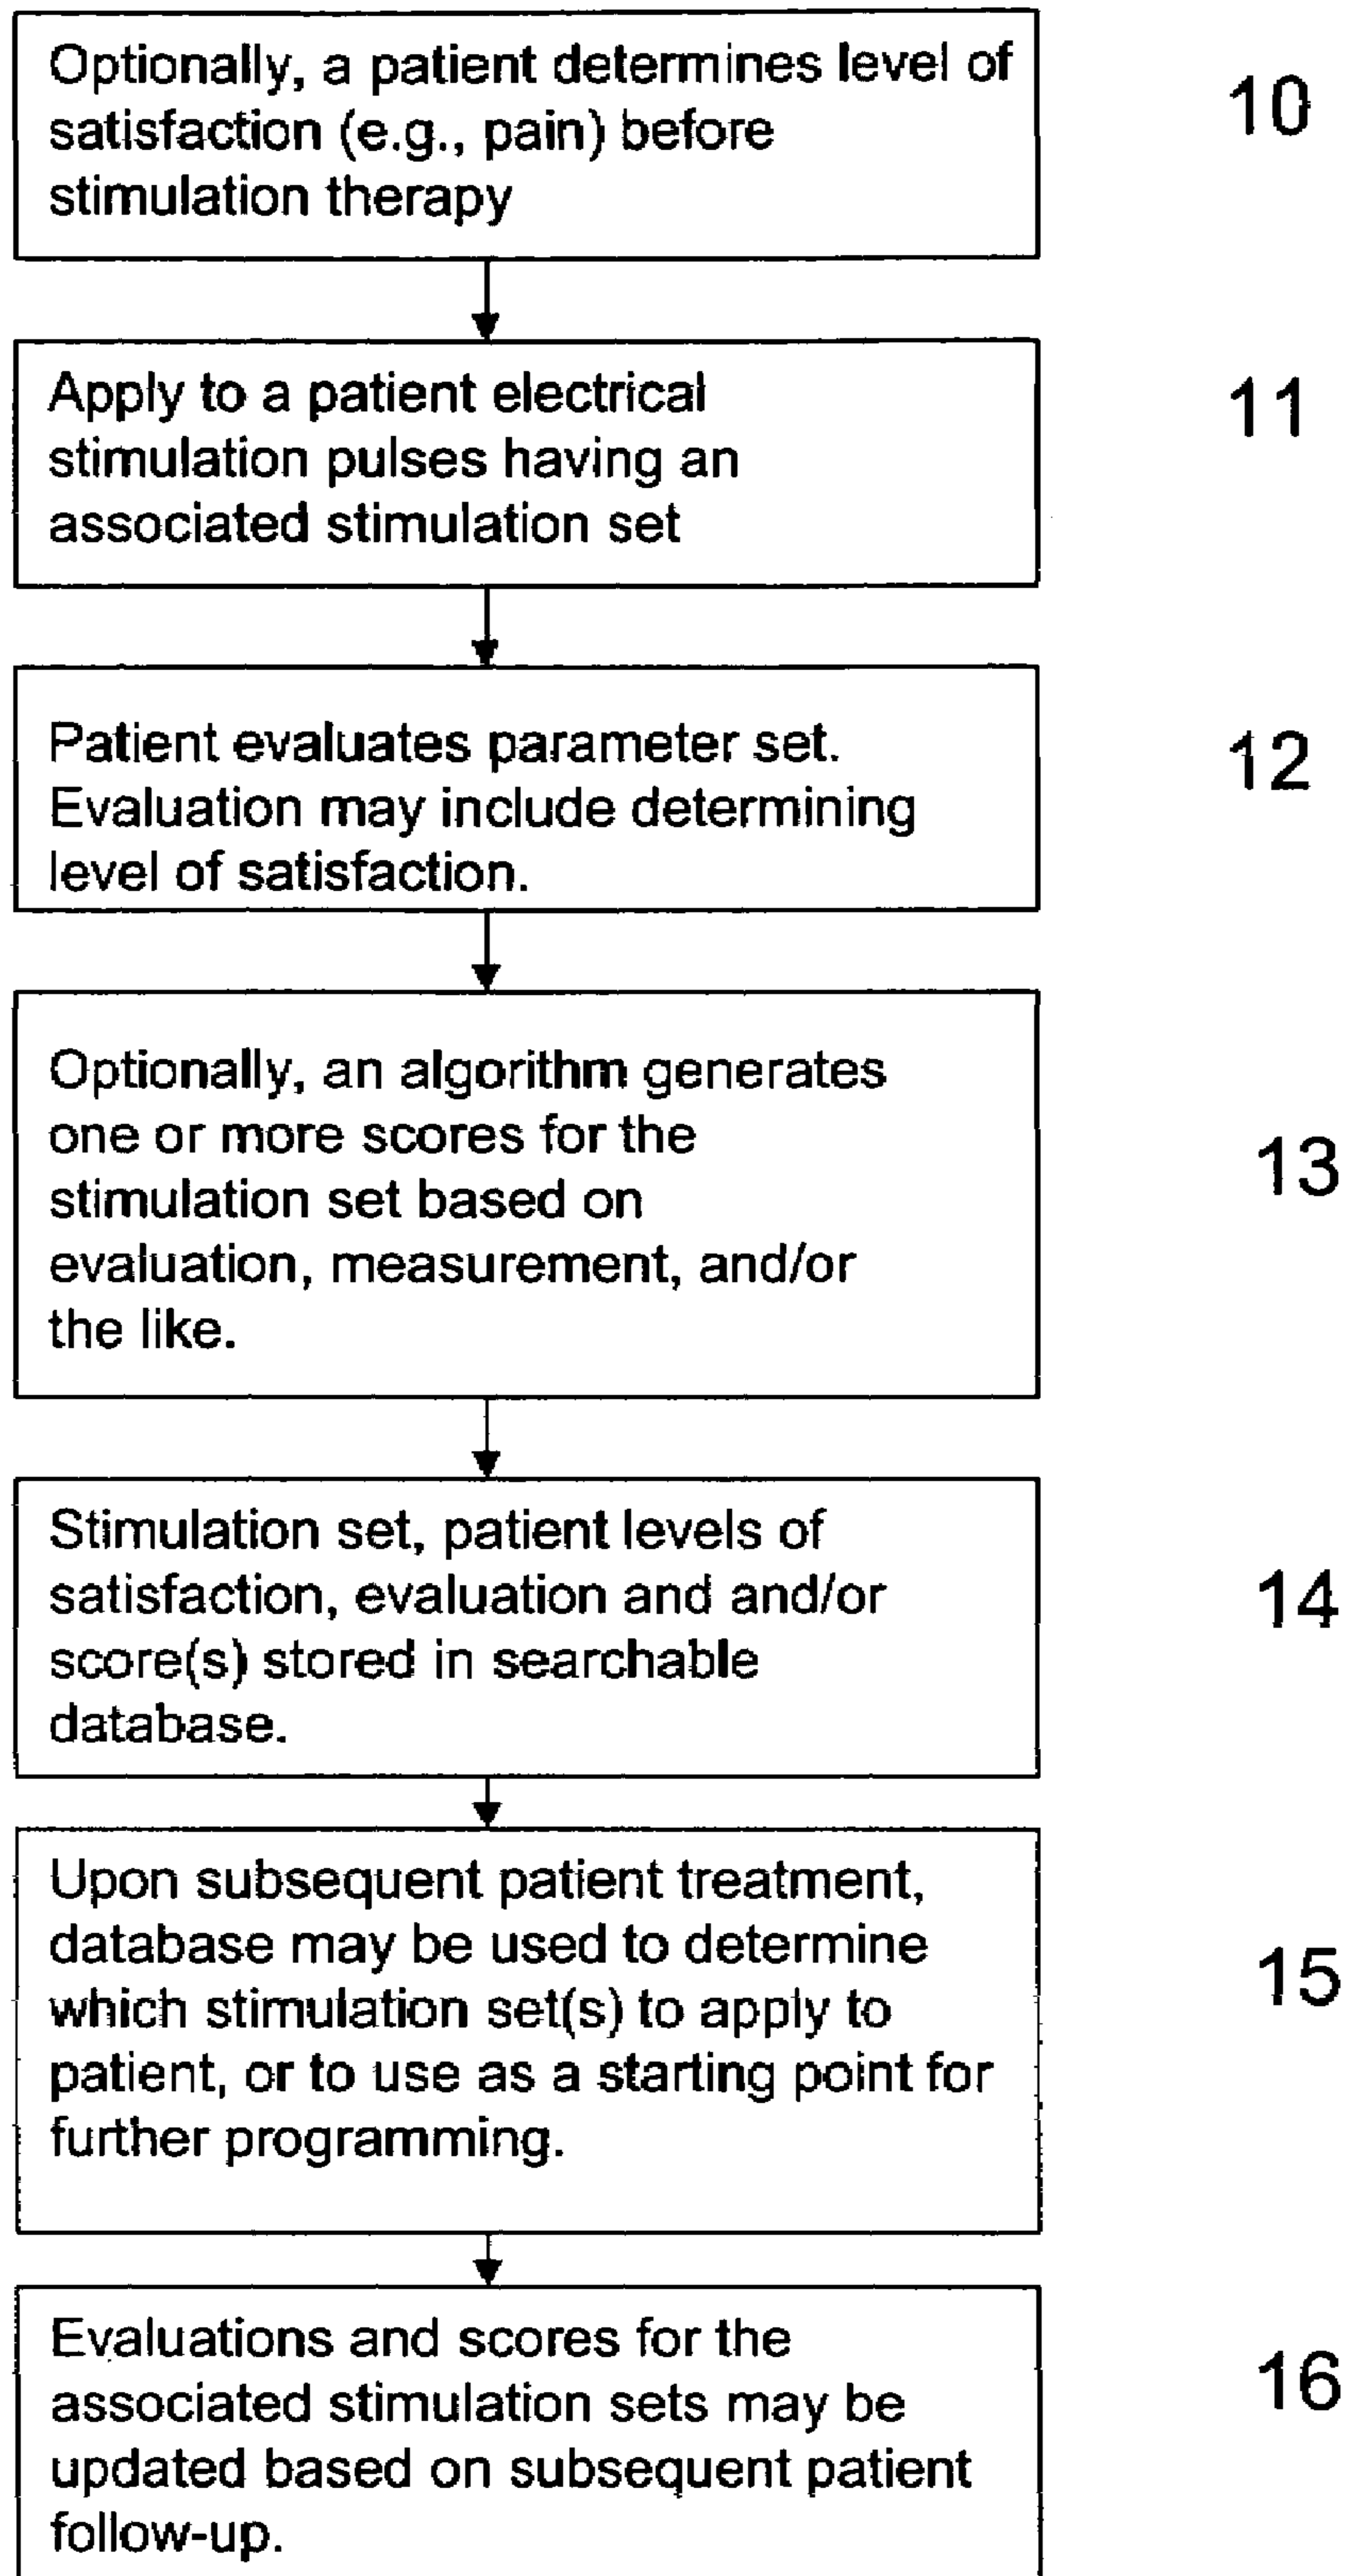 Optionally, a patient determines level of
satisfaction (e.g., pain) before
stimulation therapy
10
Apply to a patient electrical
stimulation pulses having an
associated stimulation set
11
Patient evaluates parameter set.
Evaluation may include determining
level of satisfaction.
12
Optionally, an algorithm generates
one or more scores for the
stimulation set based on
evaluation, measurement, and/or
the like.
13
Stimulation set, patient levels of
satisfaction, evaluation and and/or
score(s) stored in searchable
database.
14
Upon subsequent patient treatment,
database may be used to determine
which stimulation set(s) to apply to
patient, or to use as a starting point for
further programming.
15
Evaluations and scores for the
associated stimulation sets may be
updated based on subsequent patient
follow-up.
16